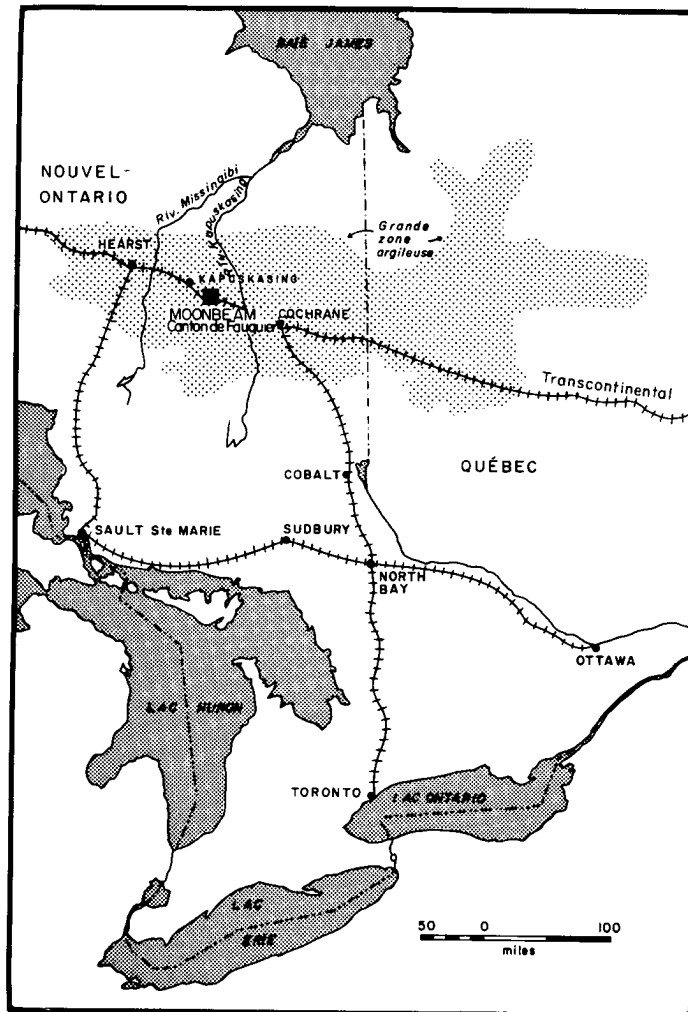 BAIE JAMES
NOUVEL-
ONTARIO
Riv. Missinaibi
Riv. Kapuskasing
Grande
zone
argileuse
HEARST
KAPUSKASING
MOONBEAM
Canton de Fauquier
COCHRANE
Transcontinental
QUÉBEC
COBALT
SAULT Ste MARIE
SUDBURY
NORTH
BAY
OTTAWA
LAC HURON
TORONTO
LAC ONTARIO
LAC
ERIE
50 0 100
miles